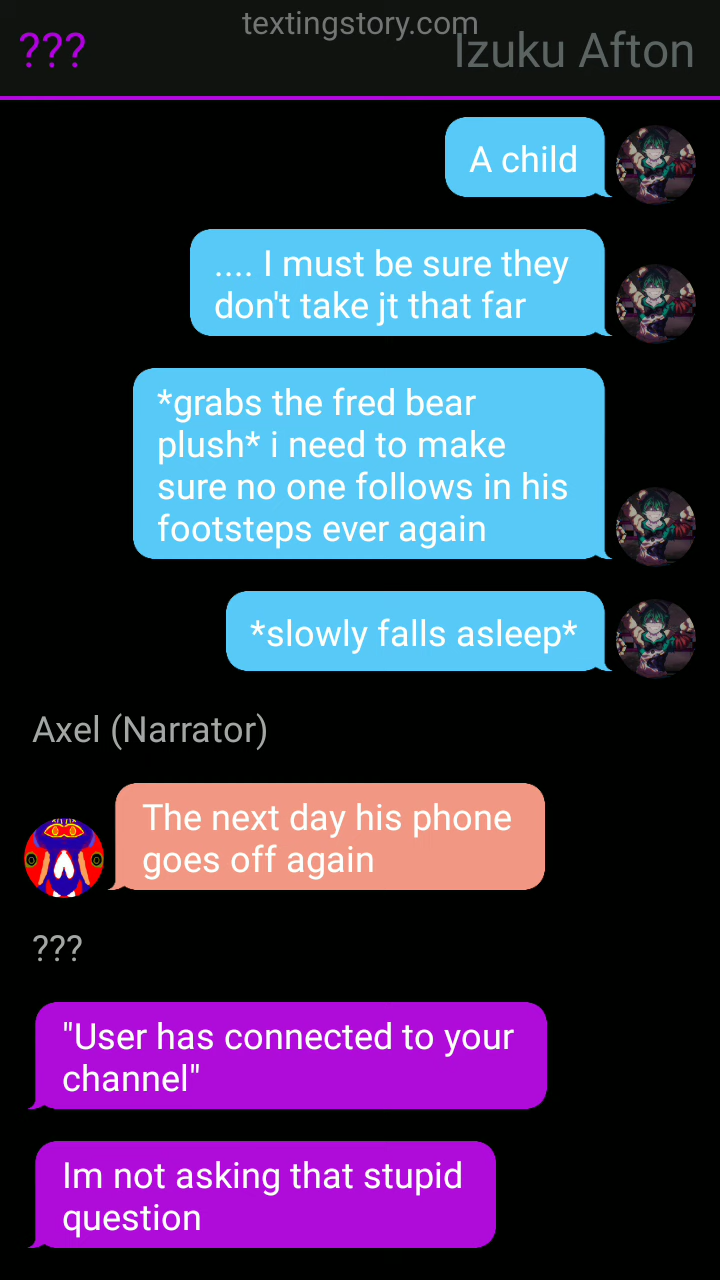 textingstory.com
???
Izuku Afton
A child
.... I must be sure they
don't take jt that far
*grabs the fred bear
plush* i need to make
sure no one follows in his
footsteps ever again
*slowly falls asleep*
Axel (Narrator)
The next day his phone
goes off again
???
"User has connected to your
channel"
Im not asking that stupid
question